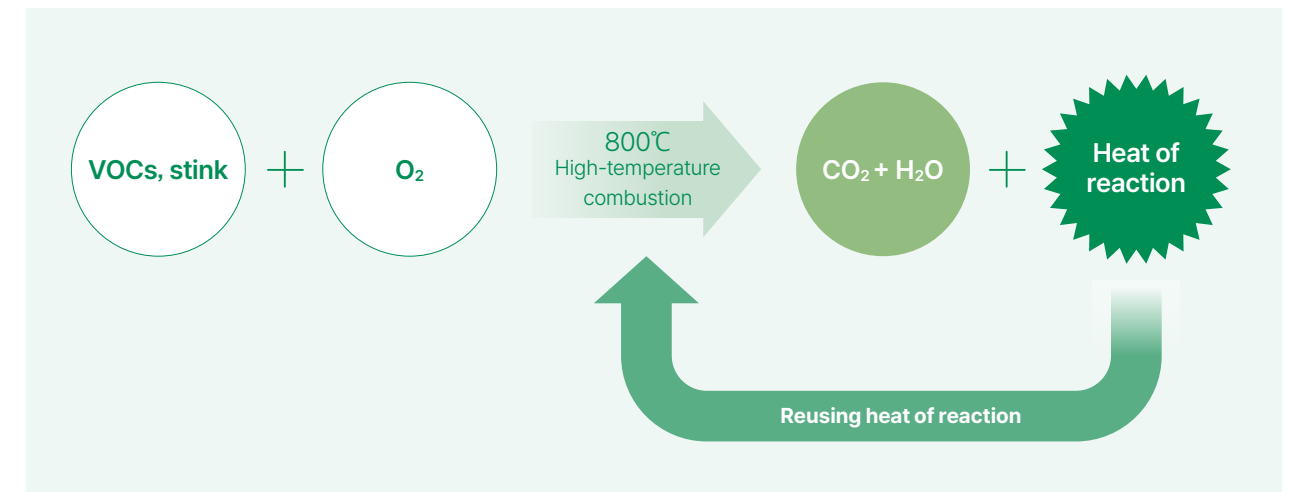 VOCs, stink
+
O₂
800℃
High-temperature
combustion
CO₂ + H₂O
+
Heat of
reaction
Reusing heat of reaction